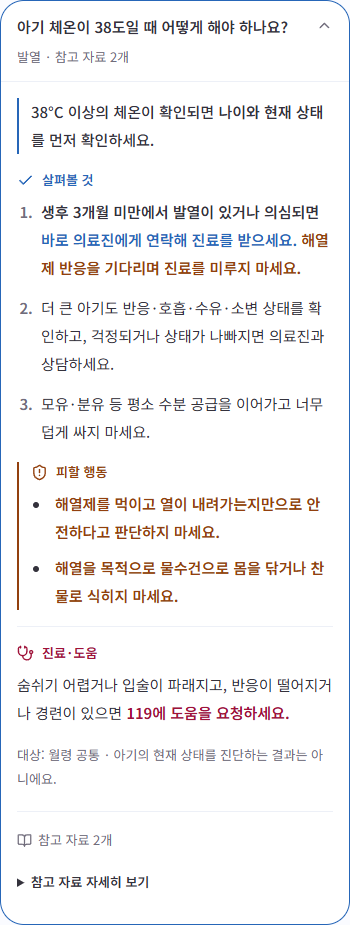 아기 체온이 38도일 때 어떻게 해야 하나요?
발열 · 참고 자료 2개
38°C 이상의 체온이 확인되면 나이와 현재 상태
를 먼저 확인하세요.
살펴볼 것
1. 생후 3개월 미만에서 발열이 있거나 의심되면
바로 의료진에게 연락해 진료를 받으세요. 해열
제 반응을 기다리며 진료를 미루지 마세요.
2. 더 큰 아기도 반응·호흡·수유·소변 상태를 확
인하고, 걱정되거나 상태가 나빠지면 의료진과
상담하세요.
3. 모유·분유 등 평소 수분 공급을 이어가고 너무
덥게 싸지 마세요.
피할 행동
• 해열제를 먹이고 열이 내려가는지만으로 안
전하다고 판단하지 마세요.
• 해열을 목적으로 물수건으로 몸을 닦거나 찬
물로 식히지 마세요.
진료·도움
숨쉬기 어렵거나 입술이 파래지고, 반응이 떨어지거
나 경련이 있으면 119에 도움을 요청하세요.
대상: 월령 공통 · 아기의 현재 상태를 진단하는 결과는 아
니에요.
참고 자료 2개
▶ 참고 자료 자세히 보기